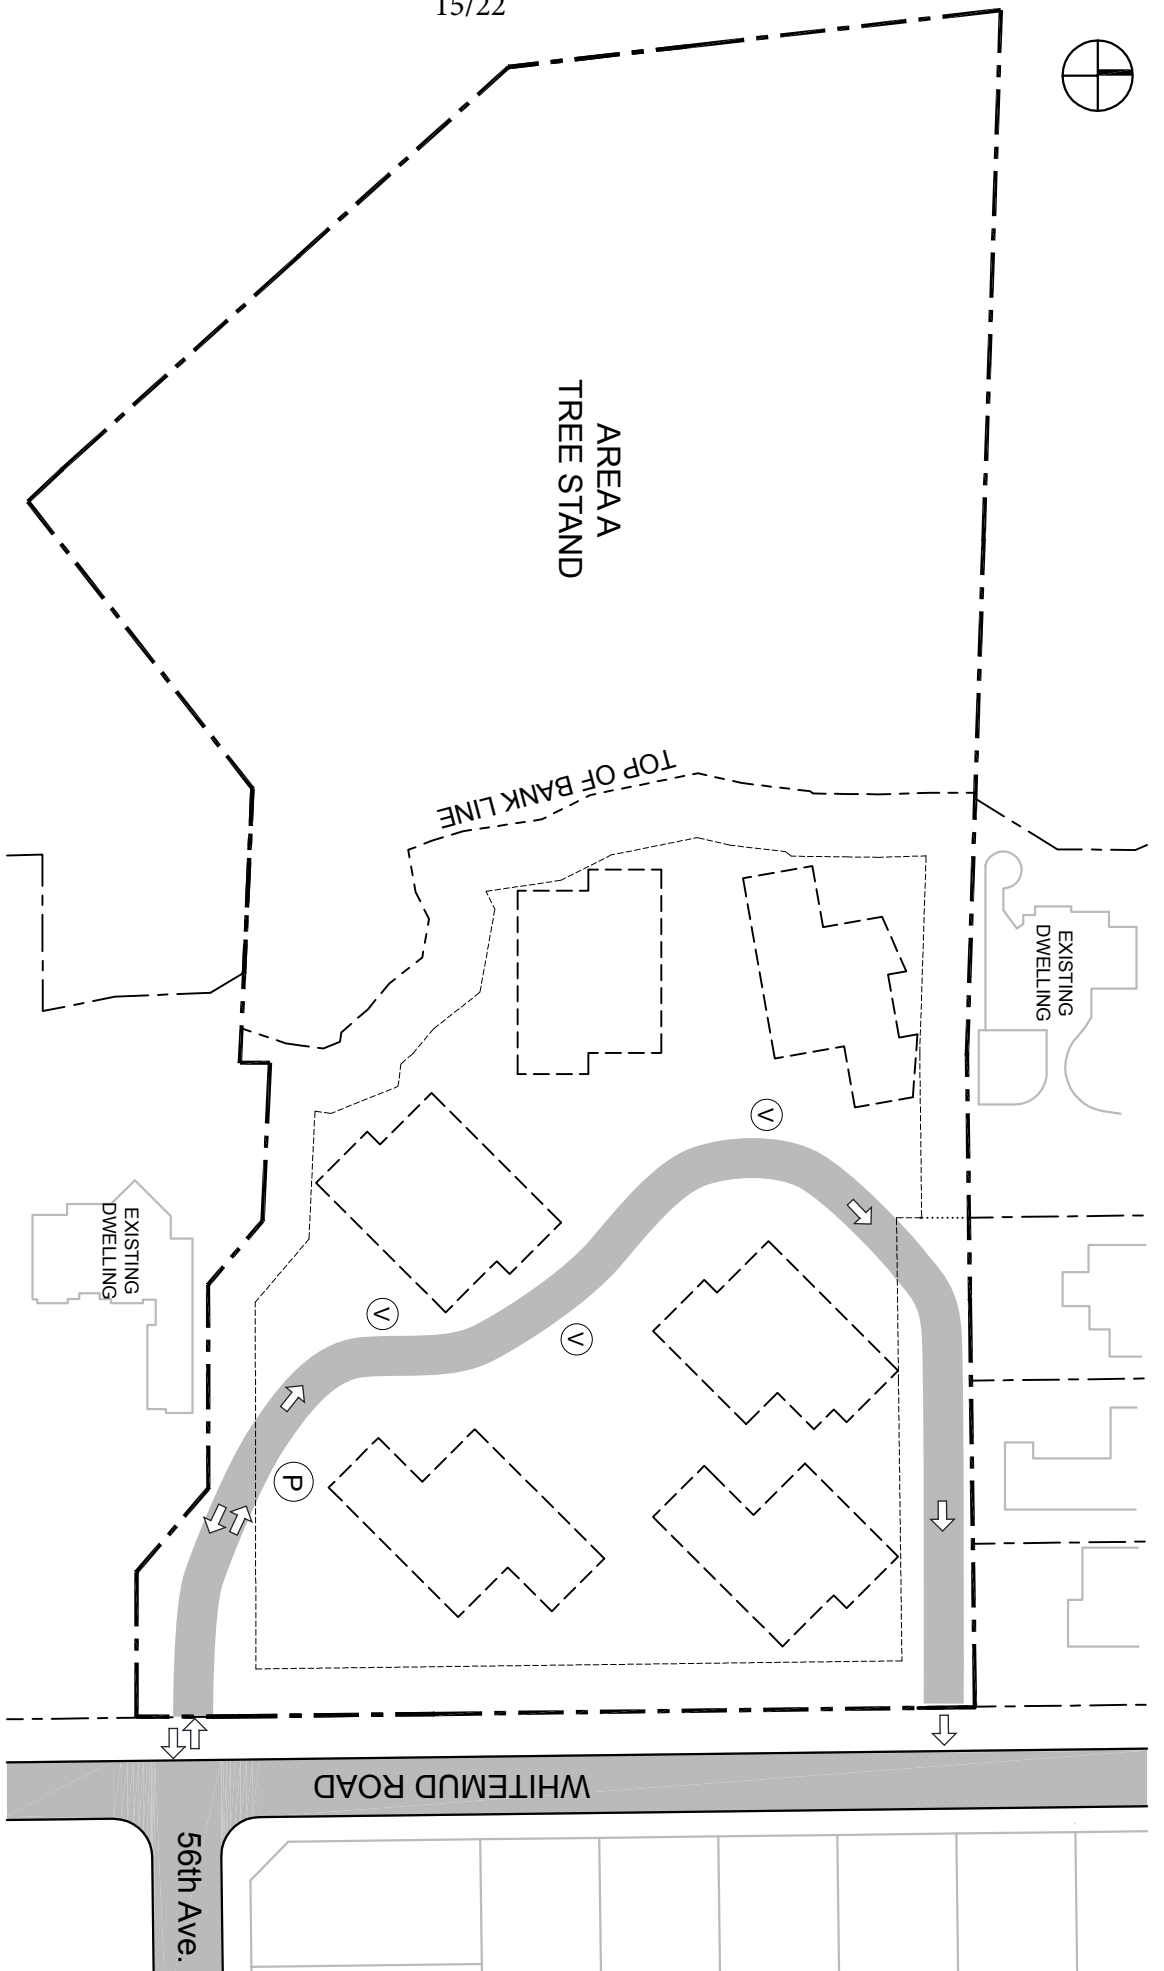 15/22
AREA A
TREE STAND
TOP OF BANK LINE
EXISTING
DWELLING
EXISTING
DWELLING
V
V
V
P
WHITEMUD ROAD
56th Ave.